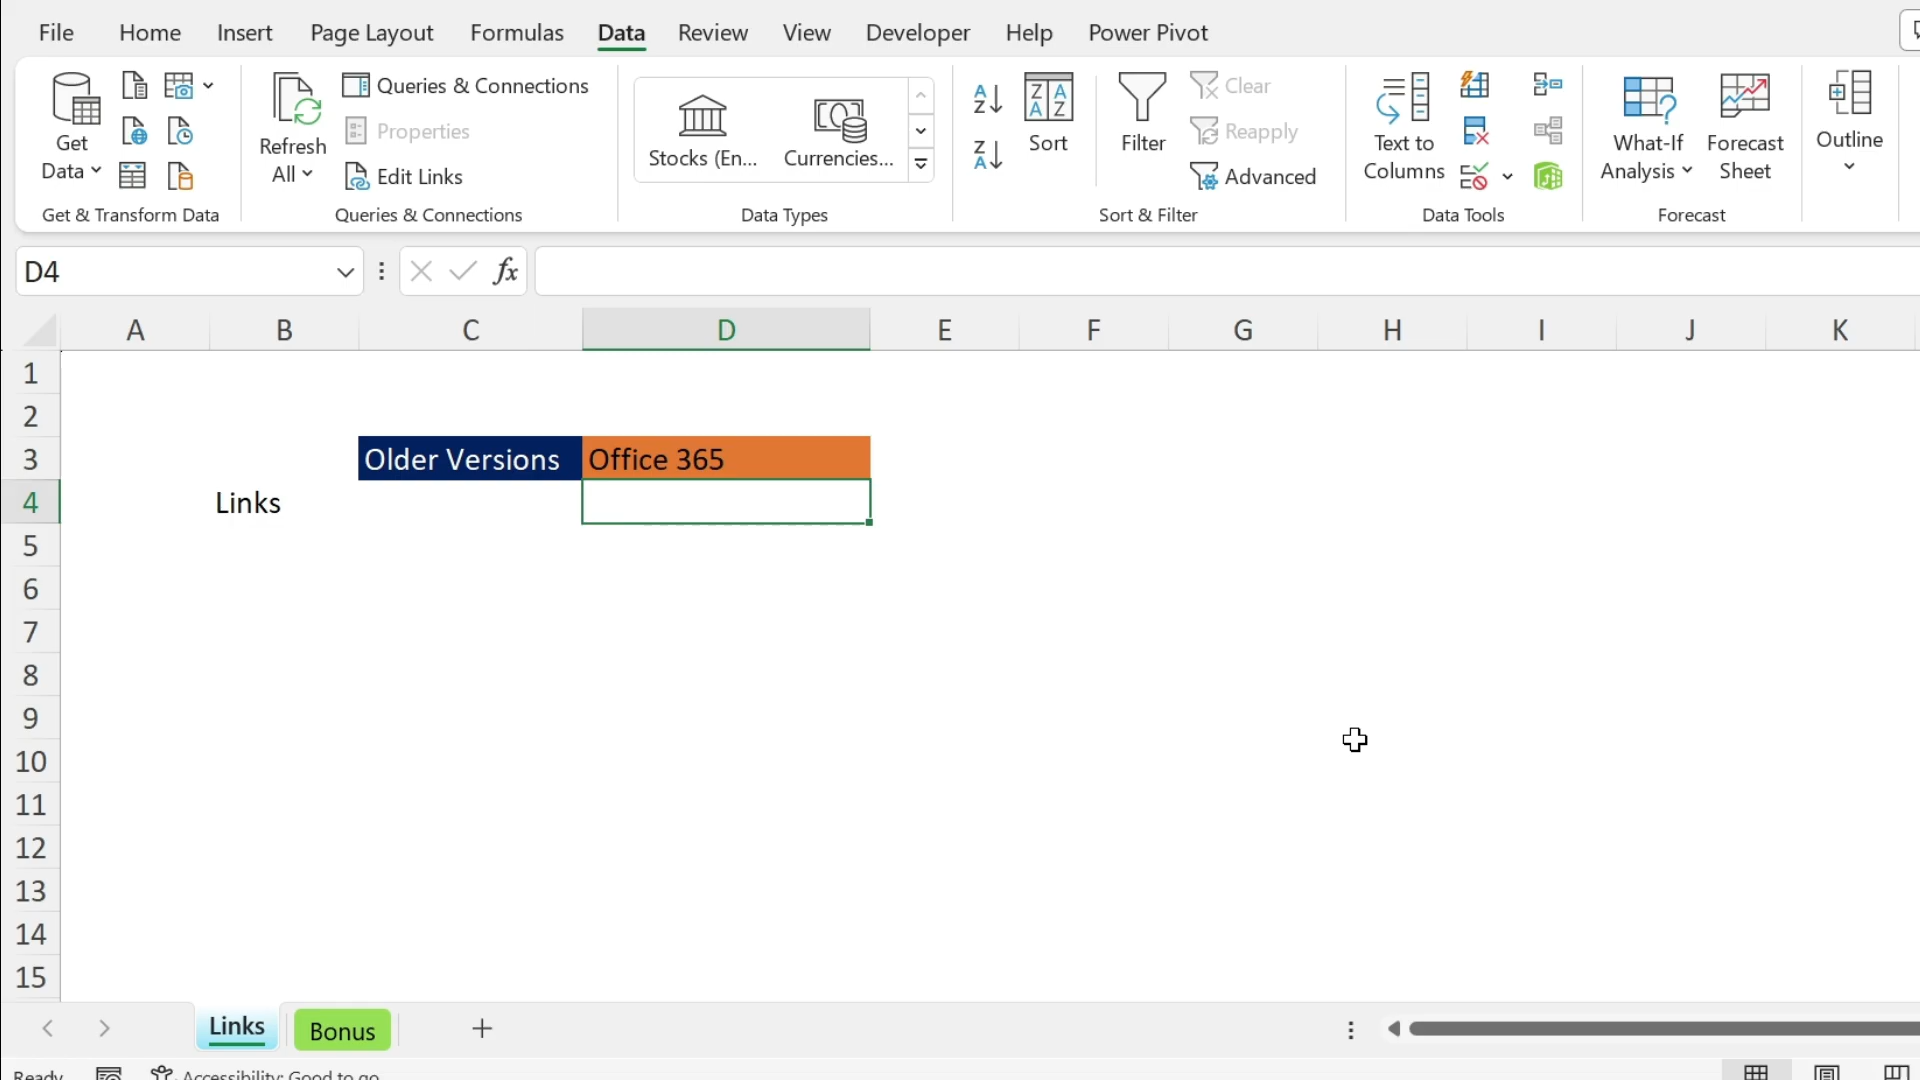 File Home Insert Page Layout Formulas Data Review View Developer Help Power Pivot
Get Data
Refresh All
Queries & Connections
Properties
Edit Links
Stocks (En...
Currencies...
Sort
Filter
Clear
Reapply
Advanced
Text to Columns
What-If Analysis
Forecast Sheet
Outline
Get & Transform Data Queries & Connections Data Types Sort & Filter Data Tools Forecast
D4 fx
A B C D E F G H I J K
1
2
3 Older Versions Office 365
4 Links
5
6
7
8
9
10
11
12
13
14
15
Links Bonus
Ready Accessibility: Good to go